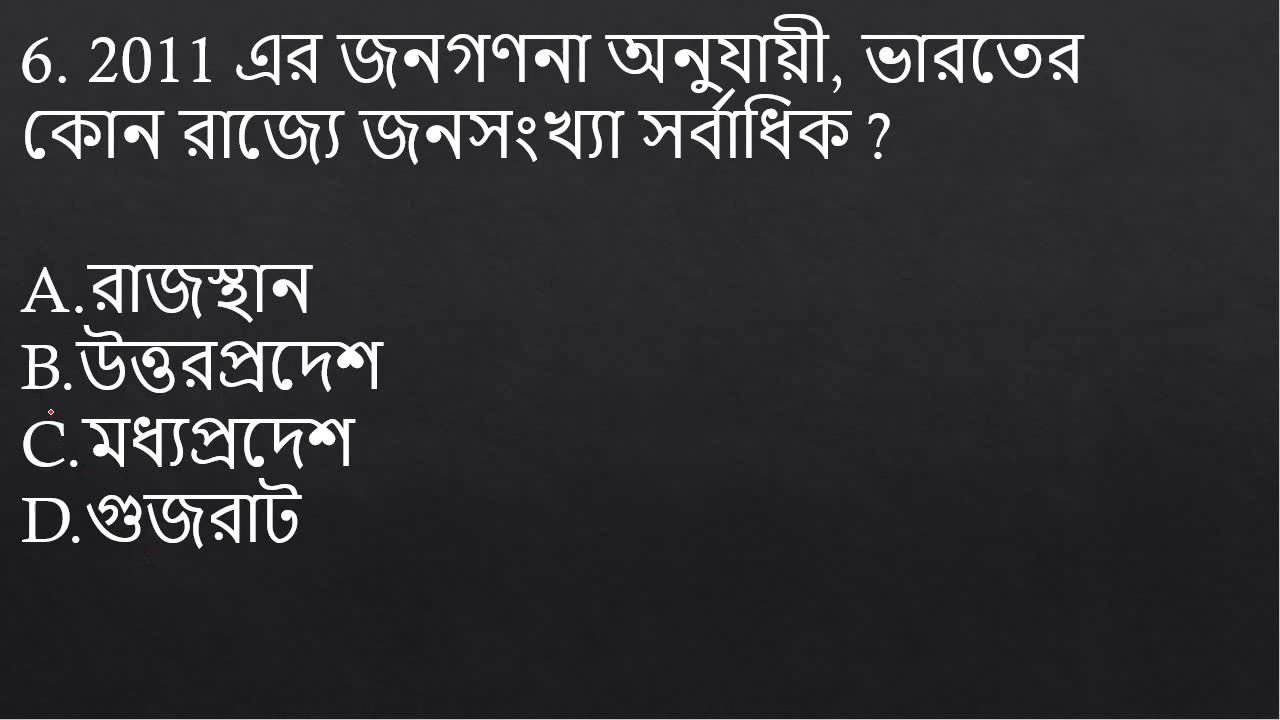 6. 2011 এর জনগণনা অনুযায়ী, ভারতের
কোন রাজ্যে জনসংখ্যা সর্বাধিক ?
A.রাজস্থান
B.উত্তরপ্রদেশ
C.মধ্যপ্রদেশ
D.গুজরাট